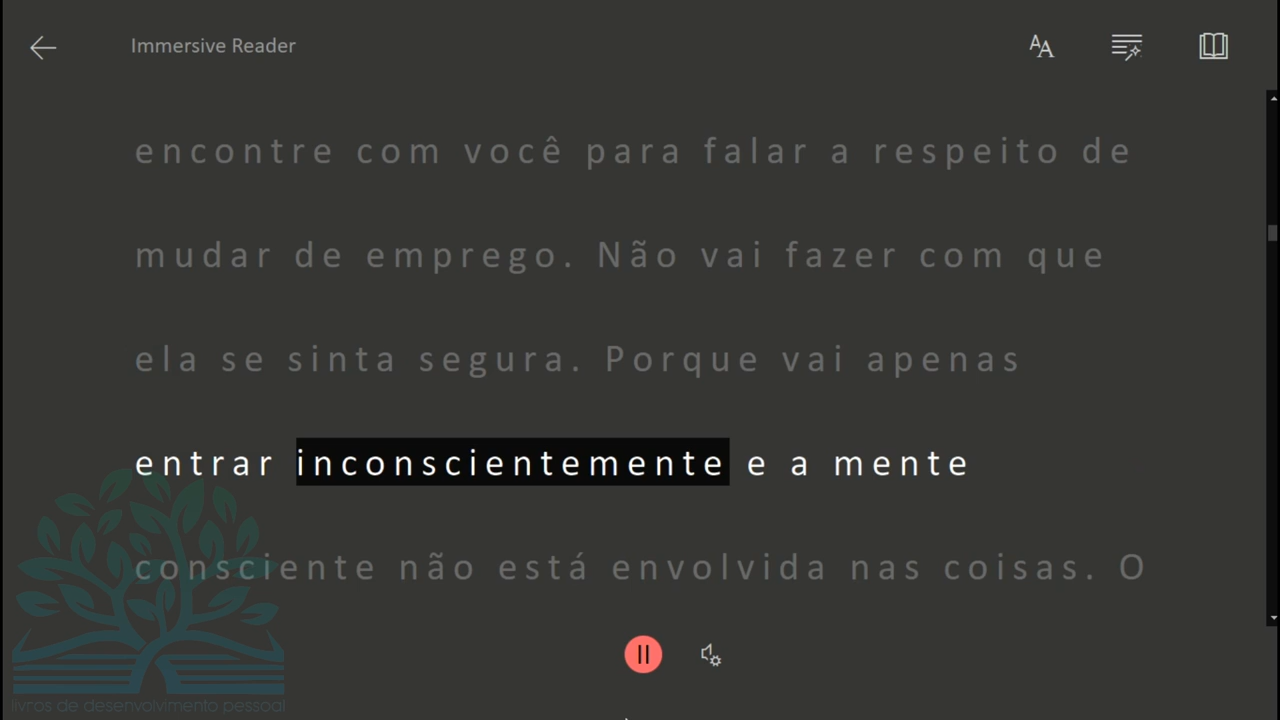 Immersive Reader
encontre com você para falar a respeito de
mudar de emprego. Não vai fazer com que
ela se sinta segura. Porque vai apenas
entrar inconscientemente e a mente
consciente não está envolvida nas coisas. O
livros de desenvolvimento pessoal